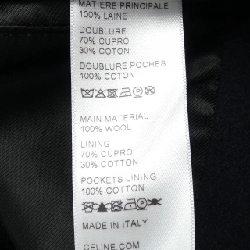 MATIERE PRINCIPALE
100% LAINE
DOUBLURE
70% CUPRO
30% COTON
DOUBLURE POCHES
100% COTON
MAIN MATERIAL
100% WOOL
LINING
70% CUPRO
30% COTTON
POCKETS LINING
100% COTTON
MADE IN ITALY
CELINE.COM